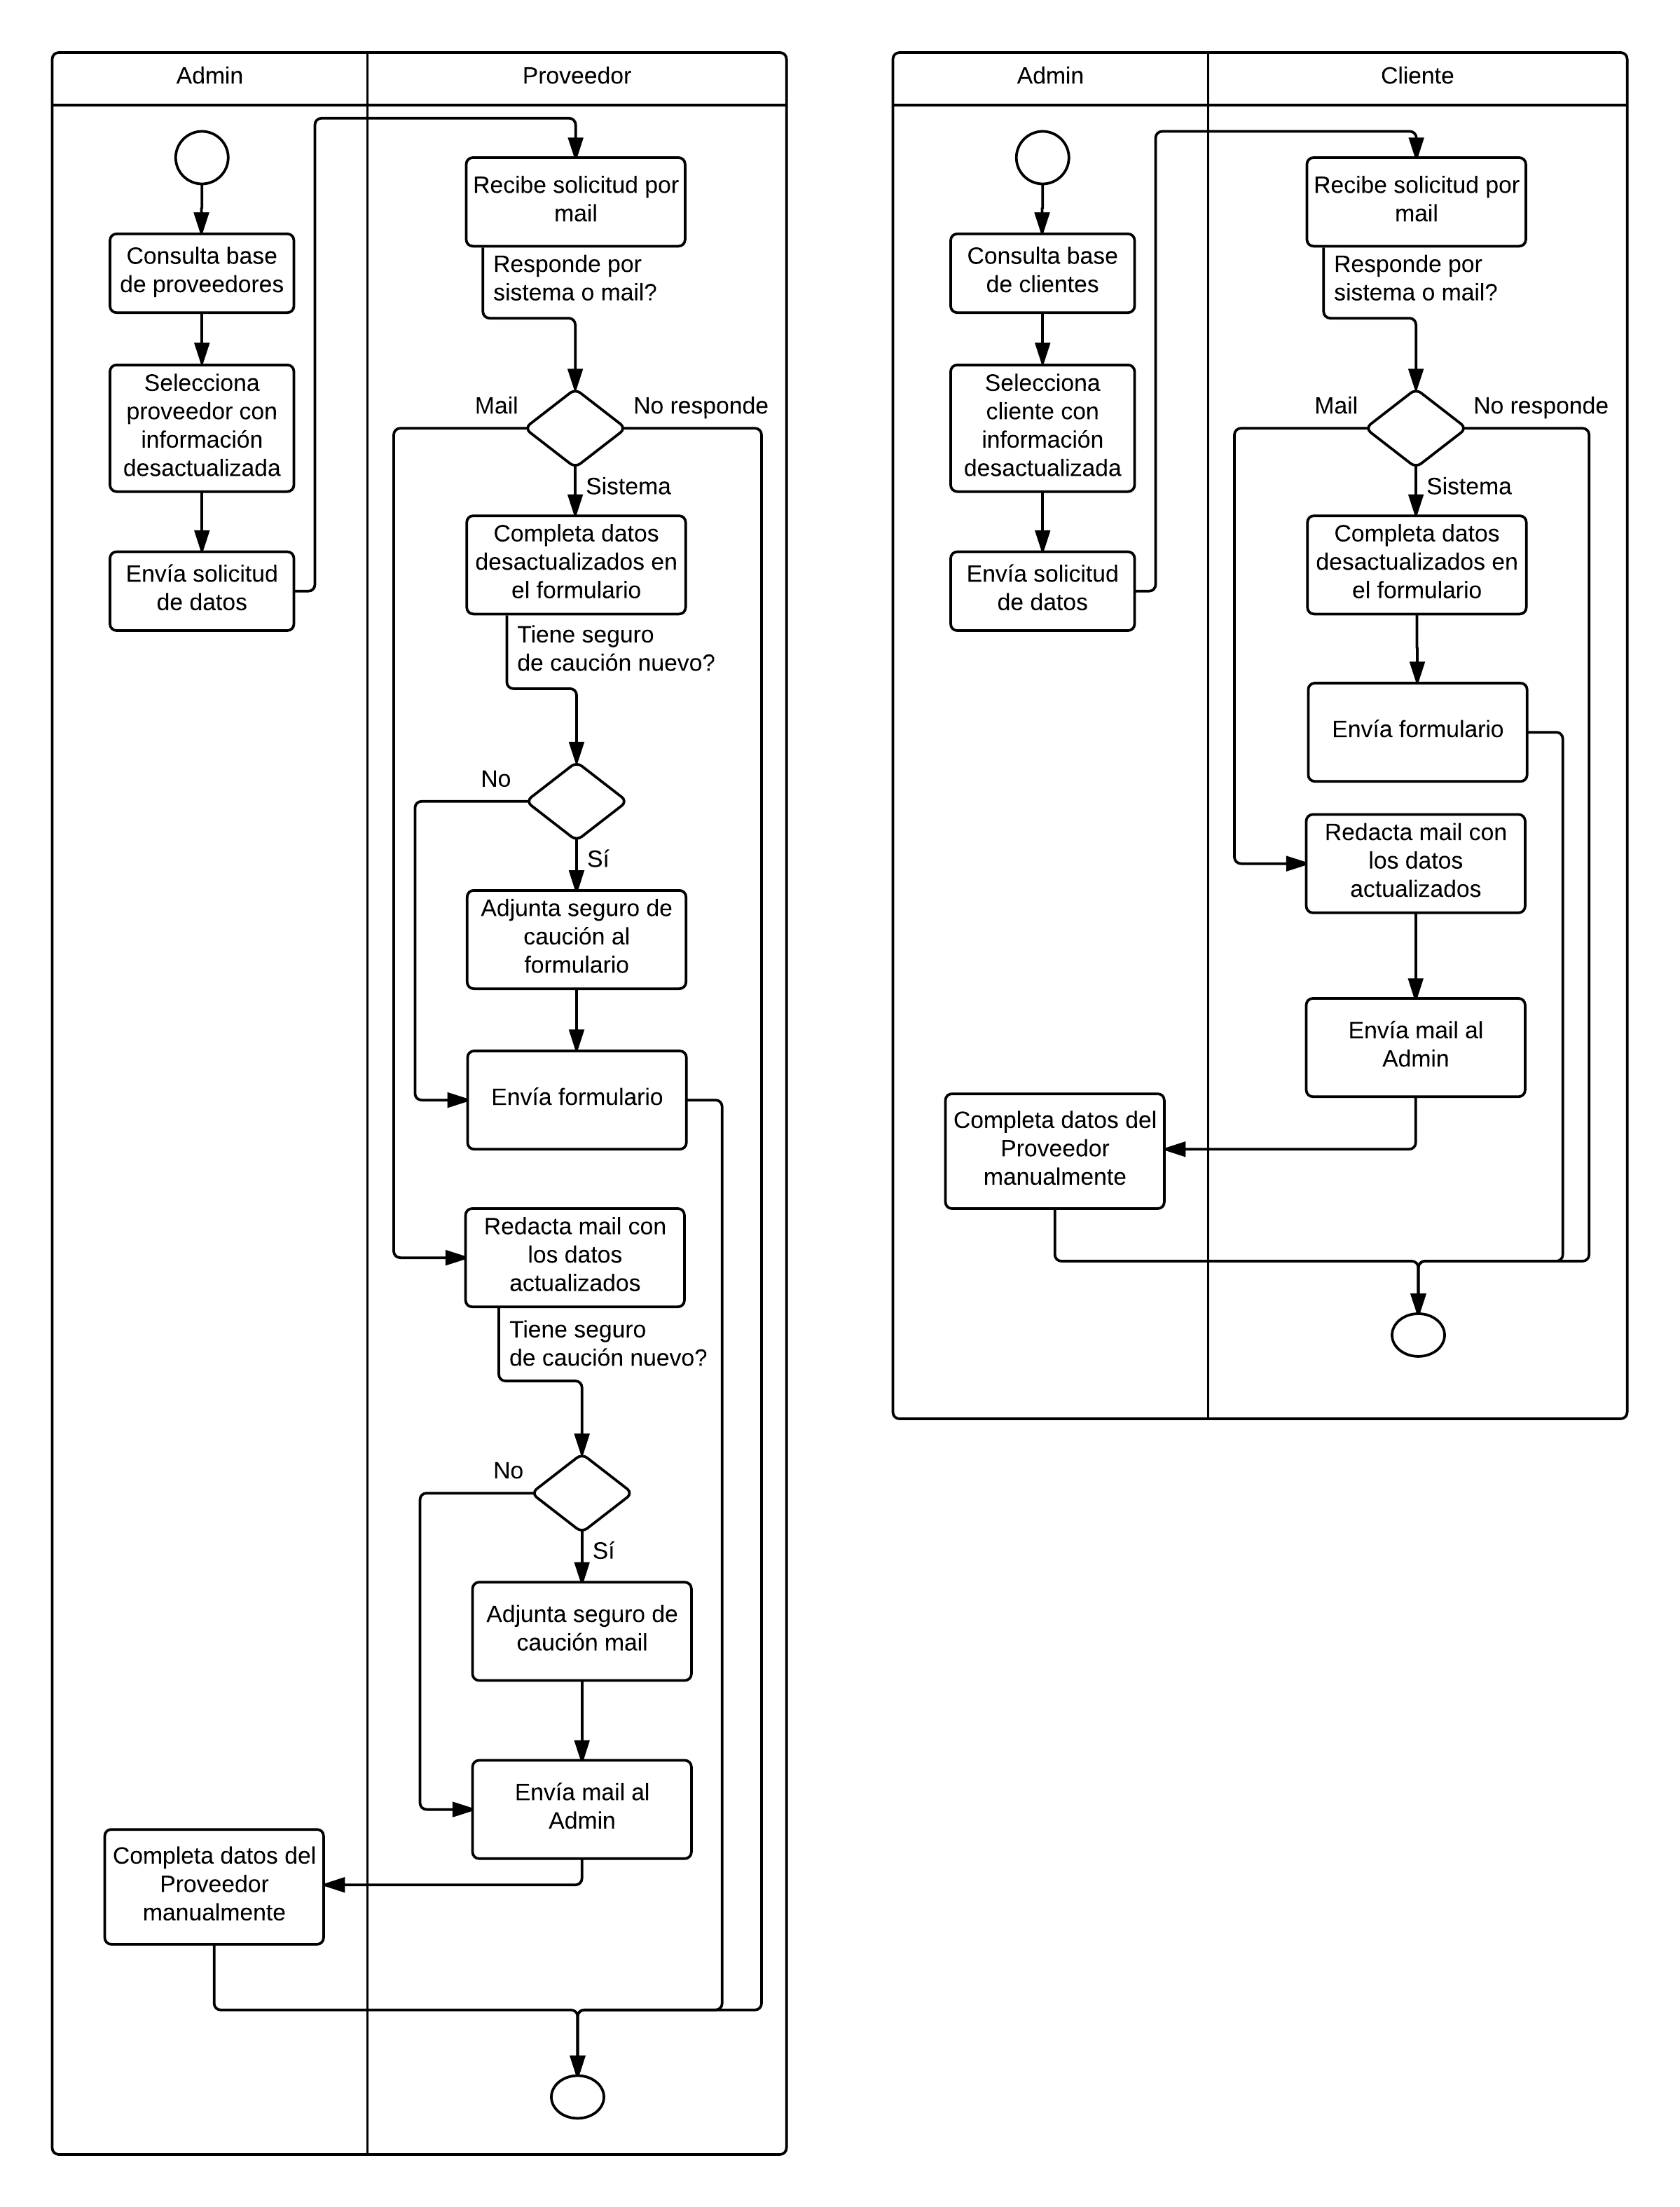 Admin
Proveedor
Consulta base
de proveedores
Selecciona
proveedor con
información
desactualizada
Envía solicitud
de datos
Recibe solicitud por
mail
Responde por
sistema o mail?
Mail
No responde
Sistema
Completa datos
desactualizados en
el formulario
Tiene seguro
de caución nuevo?
No
Sí
Adjunta seguro de
caución al
formulario
Envía formulario
Redacta mail con
los datos
actualizados
Tiene seguro
de caución nuevo?
No
Sí
Adjunta seguro de
caución mail
Envía mail al
Admin
Completa datos del
Proveedor
manualmente
Admin
Cliente
Consulta base
de clientes
Selecciona
cliente con
información
desactualizada
Envía solicitud
de datos
Recibe solicitud por
mail
Responde por
sistema o mail?
Mail
No responde
Sistema
Completa datos
desactualizados en
el formulario
Envía formulario
Redacta mail con
los datos
actualizados
Envía mail al
Admin
Completa datos del
Proveedor
manualmente